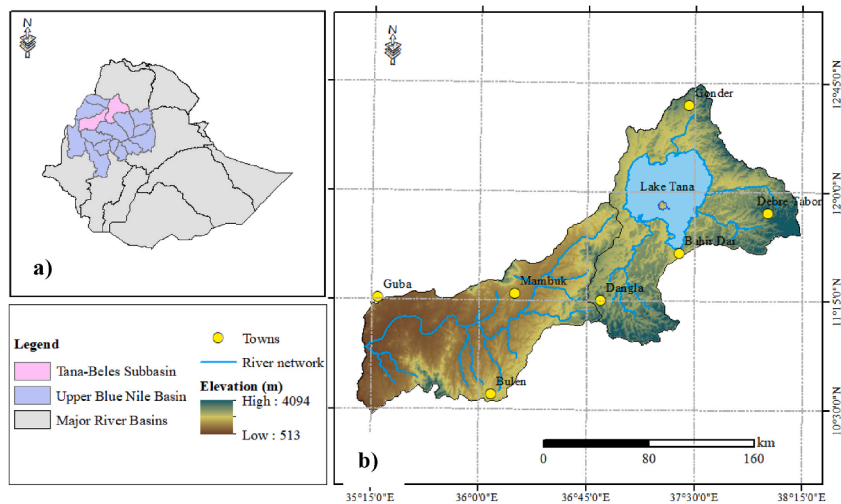 N
a)
Legend
Tana-Beles Subbasin
Upper Blue Nile Basin
Major River Basins
Towns
River network
Elevation (m)
High : 4094
Low : 513
N
Gonder
Lake Tana
Debre Tabor
Bahir Dar
Guba
Mambuk
Dangla
Bulen
b)
km
0 80 160
12°45'0"N
12°0'0"N
11°15'0"N
10°30'0"N
35°15'0"E 36°0'0"E 36°45'0"E 37°30'0"E 38°15'0"E